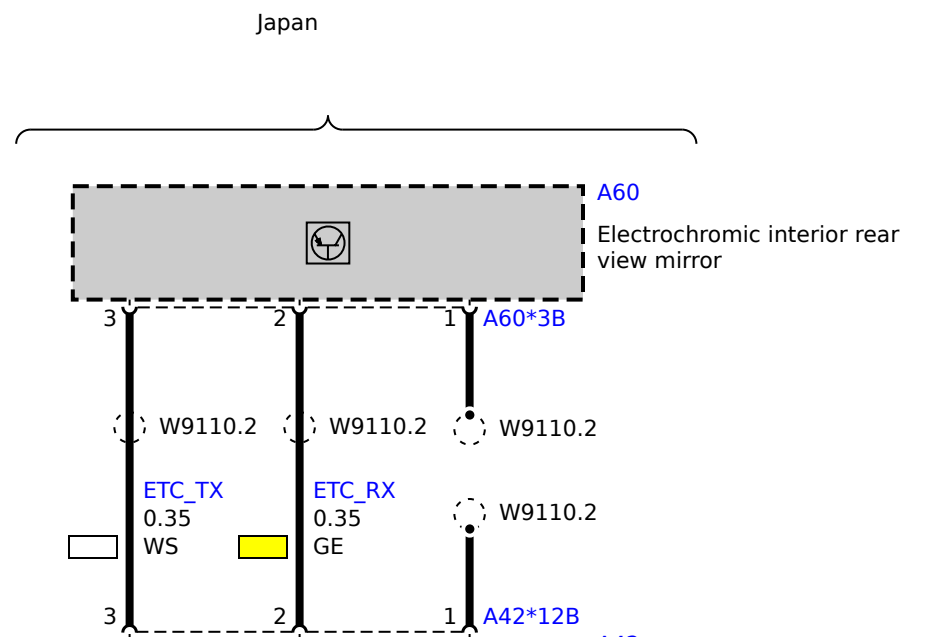 Japan
A60
Electrochromic interior rear
view mirror
3 2 1 A60*3B
W9110.2 W9110.2 W9110.2
ETC_TX ETC_RX
0.35 0.35 W9110.2
WS GE
3 2 1 A42*12B